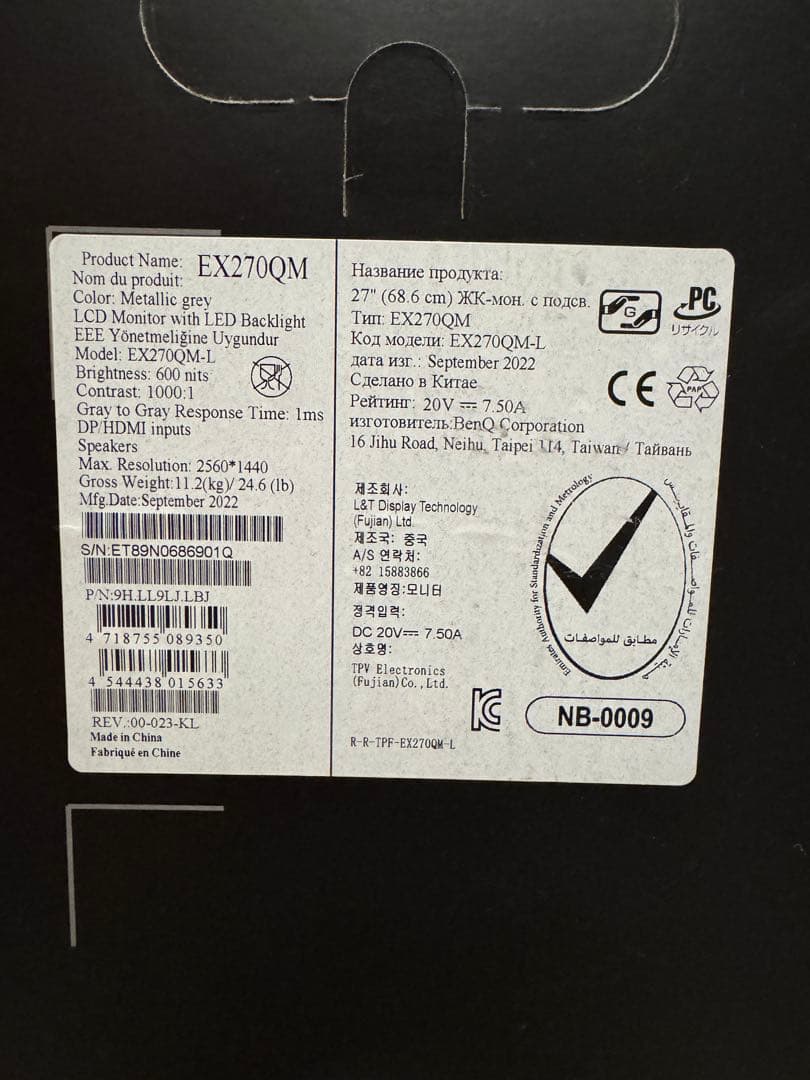 Product Name: EX270QM
Nom du produit:
Color: Metallic grey
LCD Monitor with LED Backlight
EEE Yönetmeliğine Uygundur
Model: EX270QM-L
Brightness: 600 nits
Contrast: 1000:1
Gray to Gray Response Time: 1ms
DP/HDMI inputs
Speakers
Max. Resolution: 2560*1440
Gross Weight:11.2(kg)/ 24.6 (lb)
Mfg.Date:September 2022
S/N:ET89N0686901Q
P/N:9H.LL9LJ.LBJ
4 718755 089350
4 544438 015633
REV.:00-023-KL
Made in China
Fabriqué en Chine
Название продукта:
27" (68.6 cm) ЖК-мон. с подсв.
Тип: EX270QM
Код модели: EX270QM-L
дата изг.: September 2022
Сделано в Китае
Рейтинг: 20V ⎓ 7.50A
изготовитель:BenQ Corporation
16 Jihu Road, Neihu, Taipei 114, Taiwan / Тайвань
G
PC
リサイクル
CE
PAP
제조회사:
L&T Display Technology
(Fujian) Ltd.
제조국: 중국
A/S 연락처:
+82 15883866
제품명칭:모니터
정격입력:
DC 20V⎓ 7.50A
상호명:
TPV Electronics
(Fujian)Co.,Ltd.
R-R-TPF-EX270QM-L
Emirates Authority for Standardization and Metrology
هيئة الإمارات للمواصفات والمقاييس
مطابق للمواصفات
NB-0009